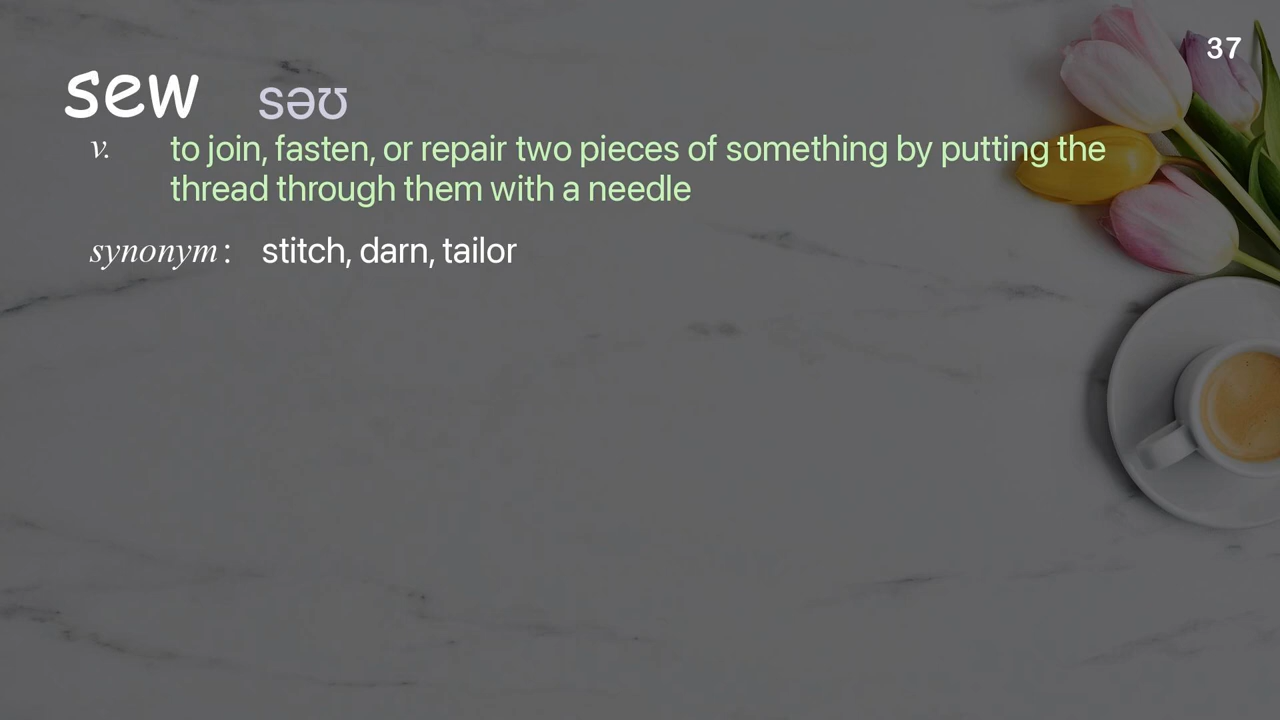 37
sew səʊ
v. to join, fasten, or repair two pieces of something by putting the
thread through them with a needle
synonym : stitch, darn, tailor